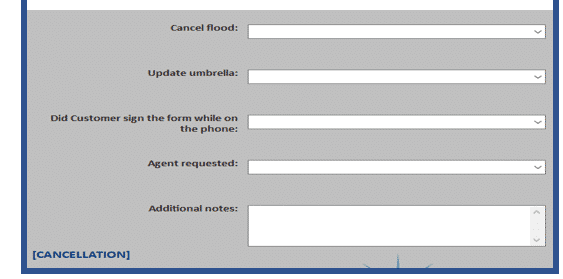 Cancel flood:
Update umbrella:
Did Customer sign the form while on
the phone:
Agent requested:
Additional notes:
[CANCELLATION]